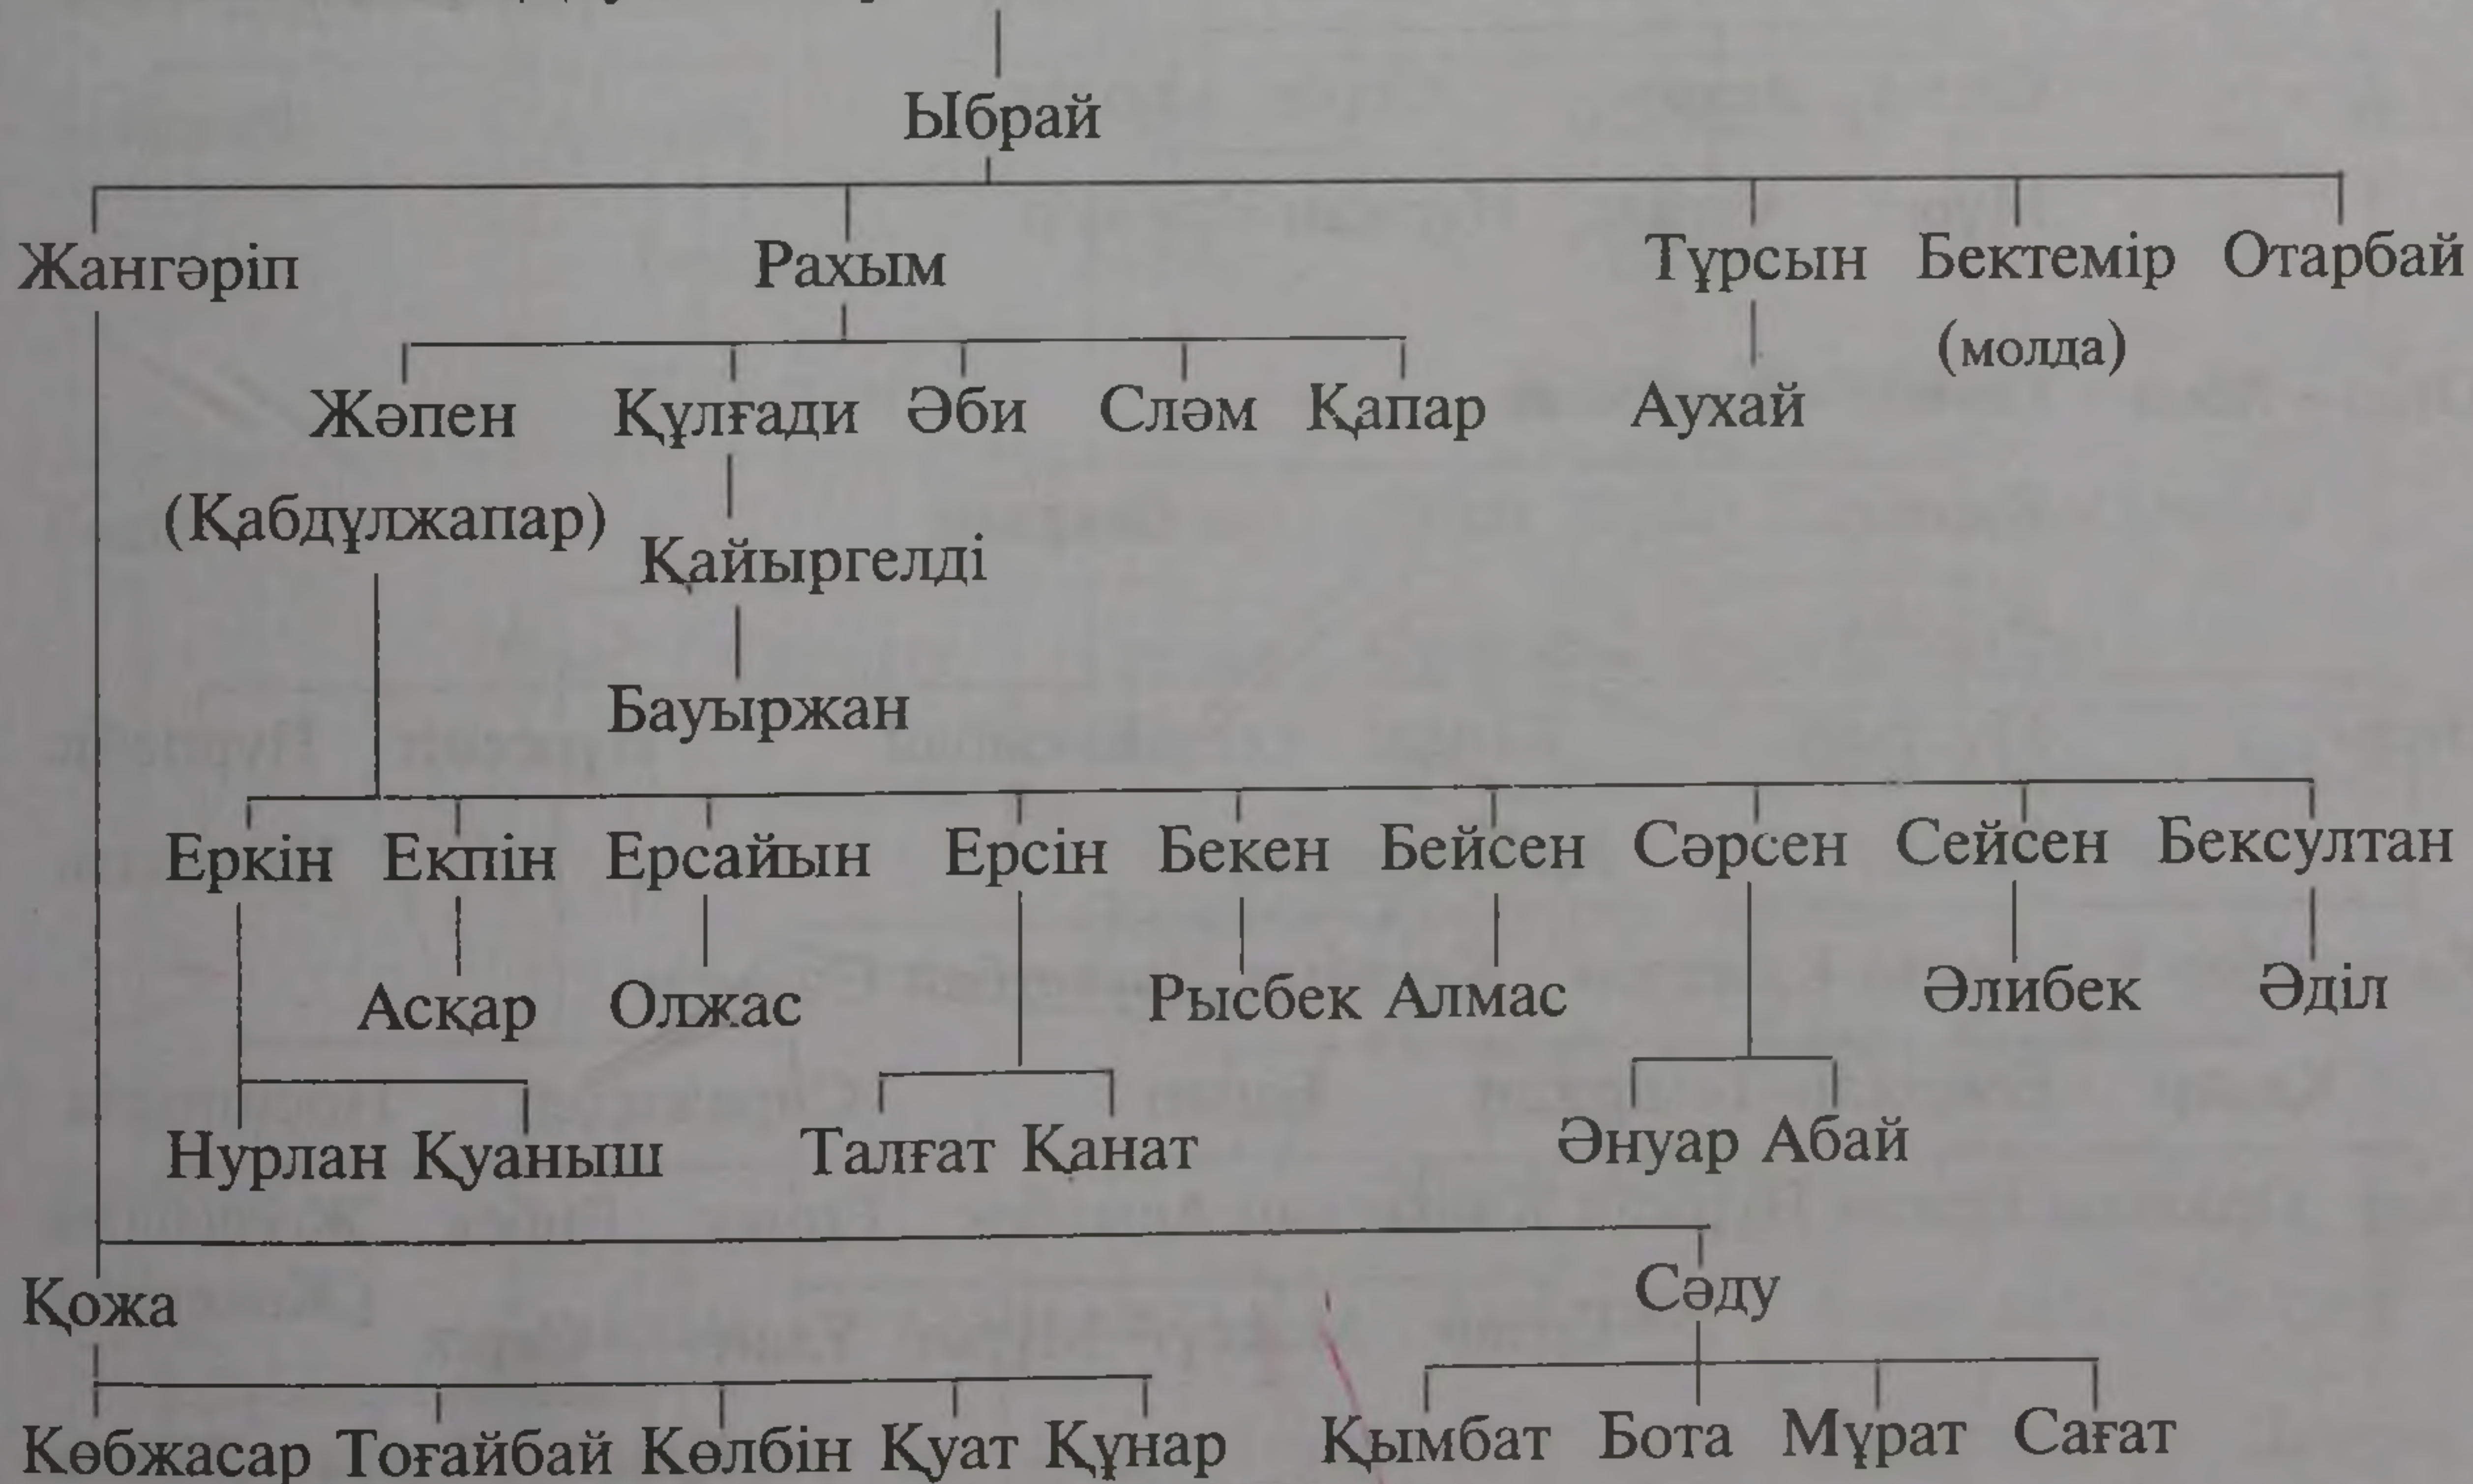 Ыбрай
Жангәріп Рахым Тұрсын Бектемір Отарбай
(молда)
Жәпен Құлғади Әби Сләм Қапар Аухай
(Қабдұлжапар)
Қайыргелді
Бауыржан
Еркін Екпін Ерсайын Ерсін Бекен Бейсен Сәрсен Сейсен Бексултан
Асқар Олжас Рысбек Алмас Әлибек Әділ
Нурлан Қуаныш Талғат Қанат Әнуар Абай
Қожа Сәду
Көбжасар Тоғайбай Көлбін Қуат Құнар Қымбат Бота Мұрат Сағат